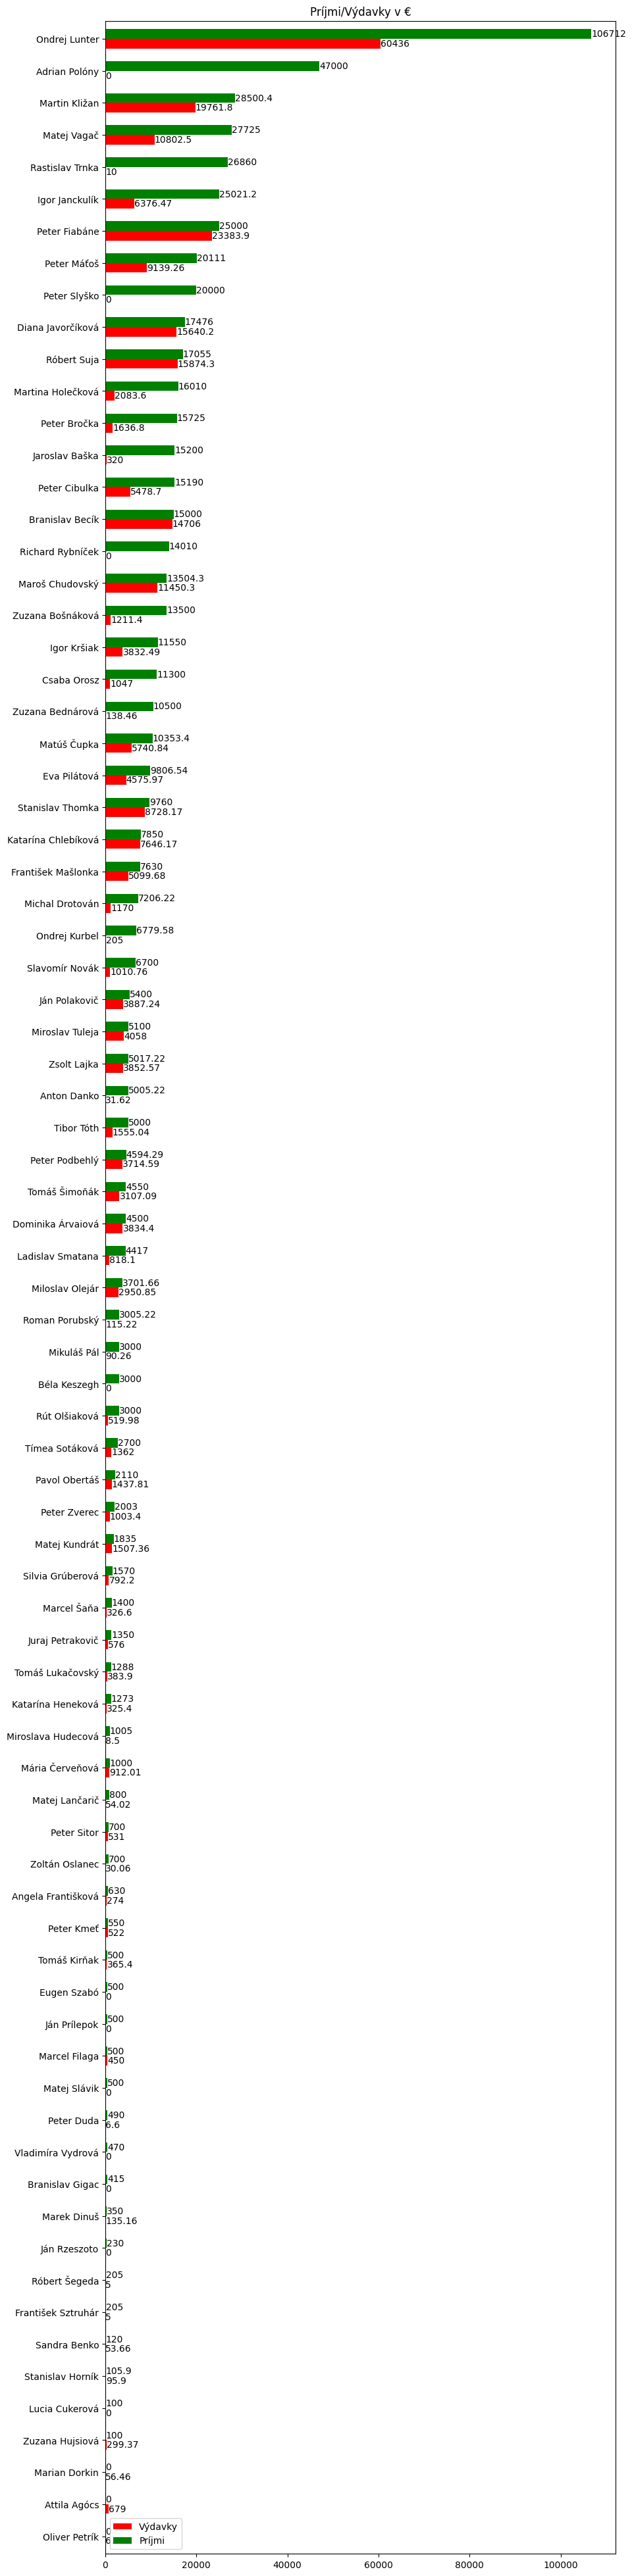 Príjmi/Výdavky v €
Ondrej Lunter 106712
60436
Adrian Polóny 47000
0
Martin Kližan 28500.4
19761.8
Matej Vagač 27725
10802.5
Rastislav Trnka 26860
10
Igor Janckulík 25021.2
6376.47
Peter Fiabáne 25000
23383.9
Peter Máťoš 20111
9139.26
Peter Slyško 20000
0
Diana Javorčíková 17476
15640.2
Róbert Suja 17055
15874.3
Martina Holečková 16010
2083.6
Peter Bročka 15725
1636.8
Jaroslav Baška 15200
320
Peter Cibulka 15190
5478.7
Branislav Becík 15000
14706
Richard Rybníček 14010
0
Maroš Chudovský 13504.3
11450.3
Zuzana Bošnáková 13500
1211.4
Igor Kršiak 11550
3832.49
Csaba Orosz 11300
1047
Zuzana Bednárová 10500
138.46
Matúš Čupka 10353.4
5740.84
Eva Pilátová 9806.54
4575.97
Stanislav Thomka 9760
8728.17
Katarína Chlebíková 7850
7646.17
František Mašlonka 7630
5099.68
Michal Drotován 7206.22
1170
Ondrej Kurbel 6779.58
205
Slavomír Novák 6700
1010.76
Ján Polakovič 5400
3887.24
Miroslav Tuleja 5100
4058
Zsolt Lajka 5017.22
3852.57
Anton Danko 5005.22
31.62
Tibor Tóth 5000
1555.04
Peter Podbehlý 4594.29
3714.59
Tomáš Šimoňák 4550
3107.09
Dominika Árvaiová 4500
3834.4
Ladislav Smatana 4417
818.1
Miloslav Olejár 3701.66
2950.85
Roman Porubský 3005.22
115.22
Mikuláš Pál 3000
90.26
Béla Keszegh 3000
0
Rút Olšiaková 3000
519.98
Tímea Sotáková 2700
1362
Pavol Obertáš 2110
1437.81
Peter Zverec 2003
1003.4
Matej Kundrát 1835
1507.36
Silvia Grúberová 1570
792.2
Marcel Šaňa 1400
326.6
Juraj Petrakovič 1350
576
Tomáš Lukačovský 1288
383.9
Katarína Heneková 1273
325.4
Miroslava Hudecová 1005
8.5
Mária Červeňová 1000
912.01
Matej Lančarič 800
54.02
Peter Sitor 700
531
Zoltán Oslanec 700
30.06
Angela Františková 630
274
Peter Kmeť 550
522
Tomáš Kirňak 500
365.4
Eugen Szabó 500
0
Ján Prílepok 500
0
Marcel Filaga 500
450
Matej Slávik 500
0
Peter Duda 490
6.6
Vladimíra Vydrová 470
0
Branislav Gigac 415
0
Marek Dinuš 350
135.16
Ján Rzeszoto 230
0
Róbert Šegeda 205
5
František Sztruhár 205
5
Sandra Benko 120
53.66
Stanislav Horník 105.9
95.9
Lucia Cukerová 100
0
Zuzana Hujsiová 100
299.37
Marian Dorkin 0
56.46
Attila Agócs 0
679
Oliver Petrík
Výdavky
Príjmi
0 20000 40000 60000 80000 100000